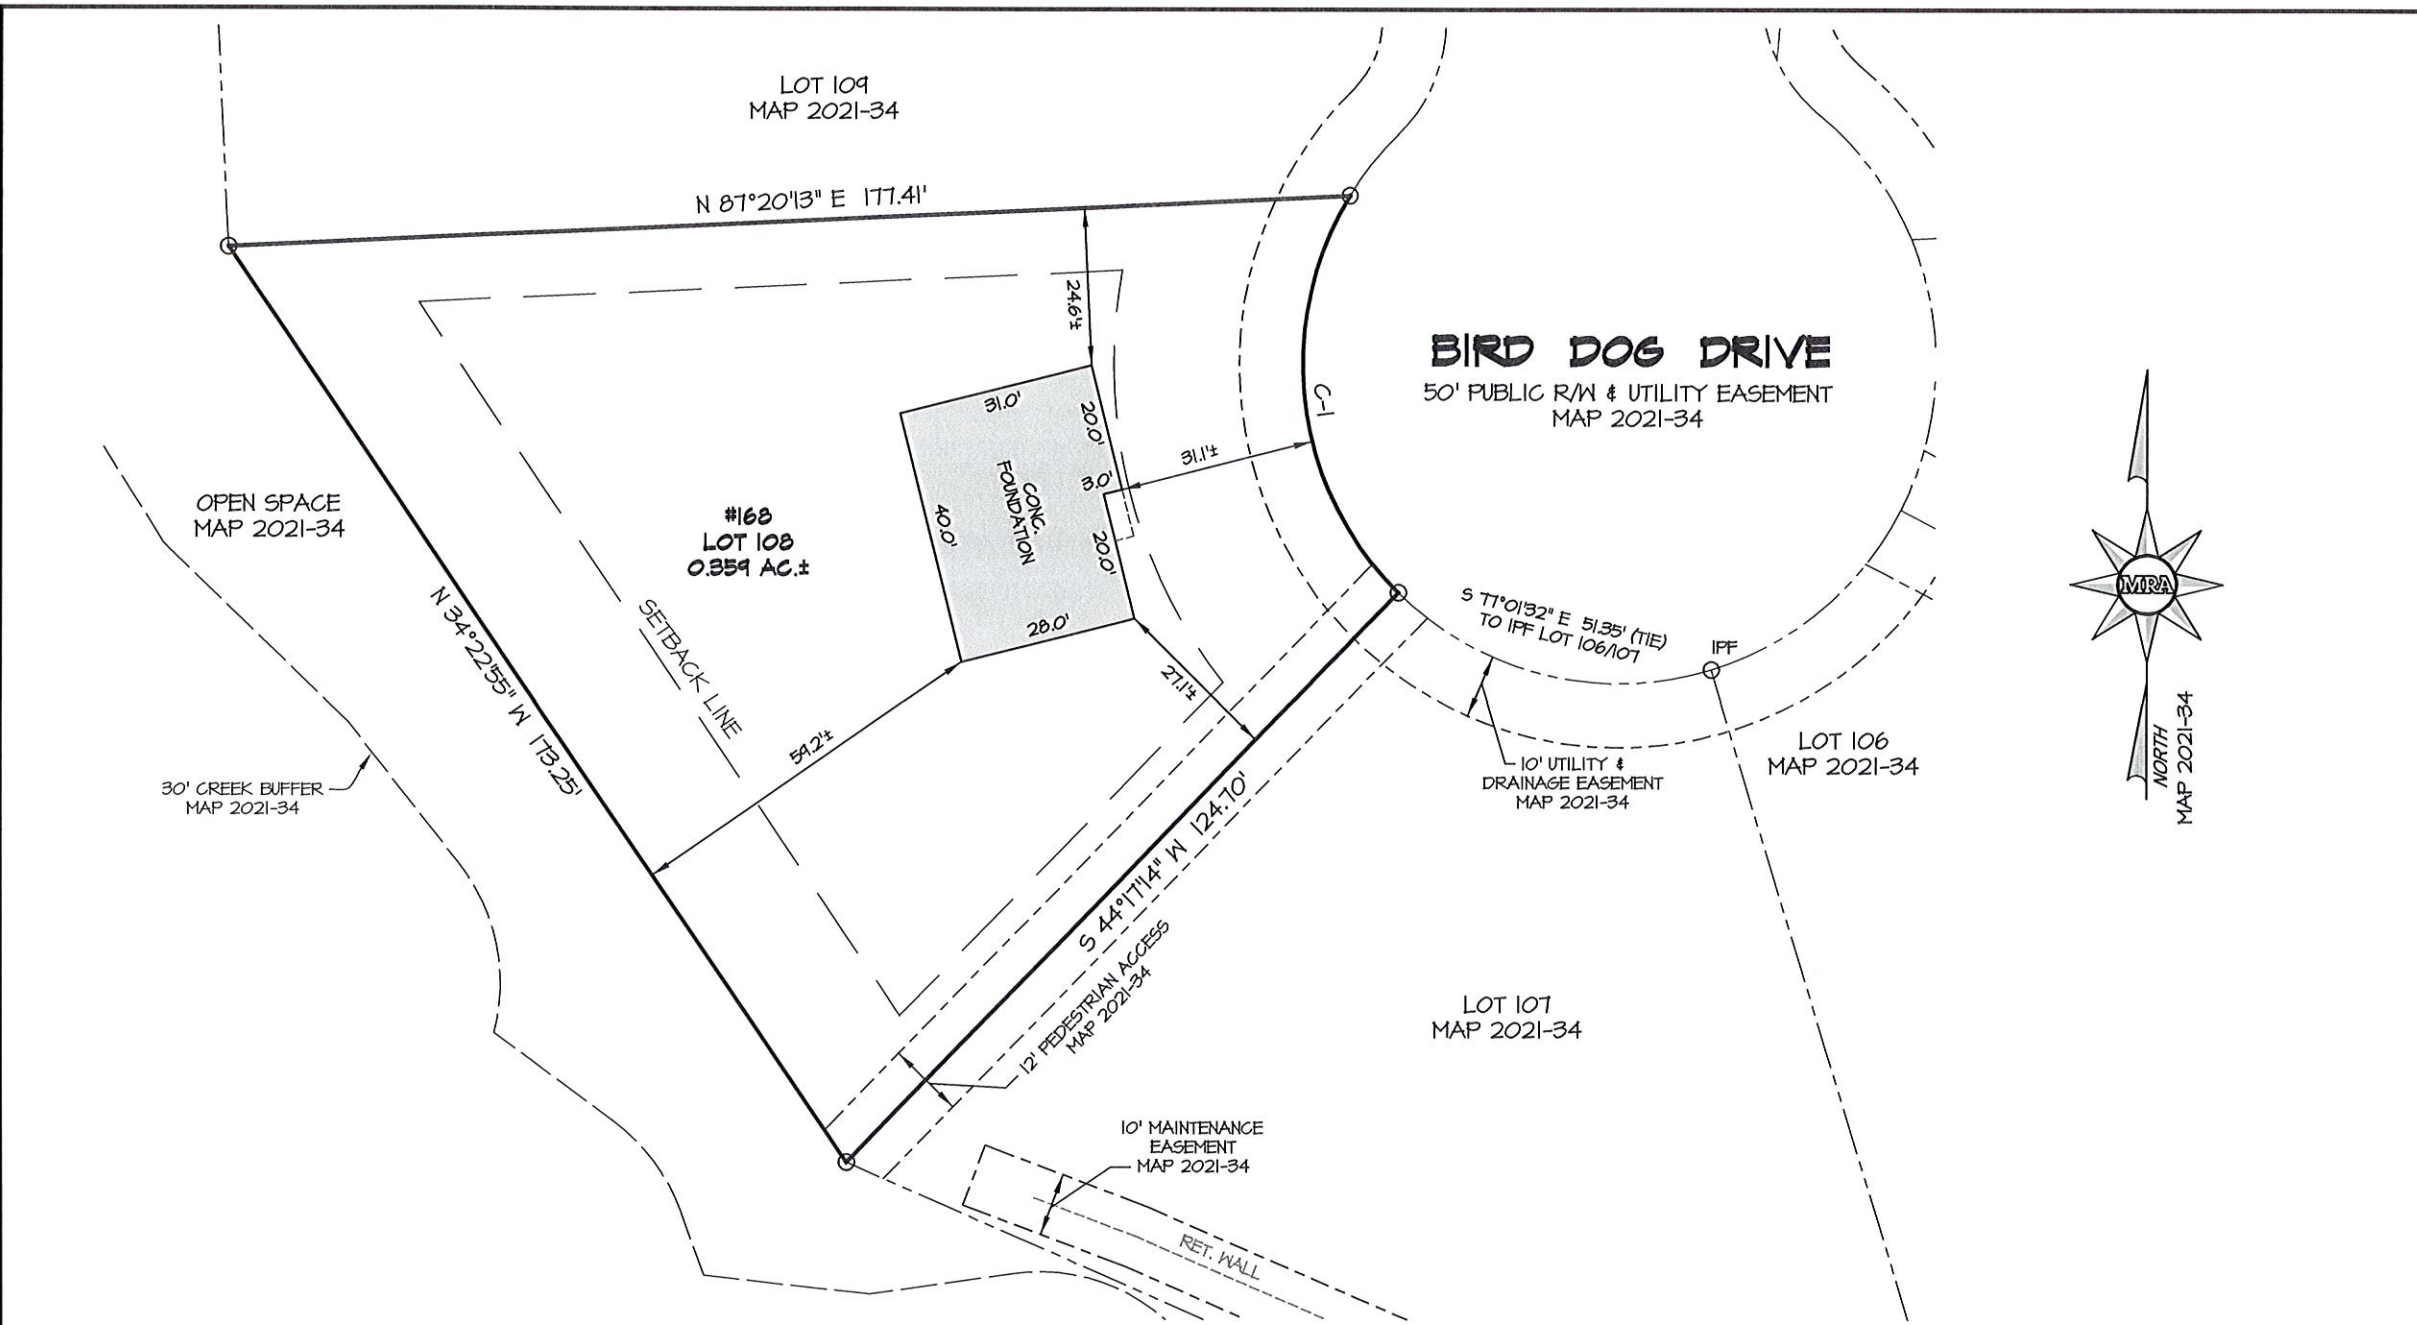 LOT 109
MAP 2021-34
N 87°20'13" E 177.41'
24.6'±
BIRD DOG DRIVE
50' PUBLIC R/W & UTILITY EASEMENT
MAP 2021-34
C-1
31.0'
20.0'
3.0'
31.1'±
CONC.
FOUNDATION
40.0'
20.0'
28.0'
OPEN SPACE
MAP 2021-34
#168
LOT 108
0.359 AC.±
SETBACK LINE
N 34°22'55" W 173.25'
27.1'±
59.2'±
S 77°01'32" E 51.35' (TIE)
TO IPF LOT 106/107
IPF
MRA
NORTH
MAP 2021-34
30' CREEK BUFFER
MAP 2021-34
10' UTILITY &
DRAINAGE EASEMENT
MAP 2021-34
LOT 106
MAP 2021-34
S 44°17'14" W 124.70'
12' PEDESTRIAN ACCESS
MAP 2021-34
LOT 107
MAP 2021-34
10' MAINTENANCE
EASEMENT
MAP 2021-34
RET. WALL